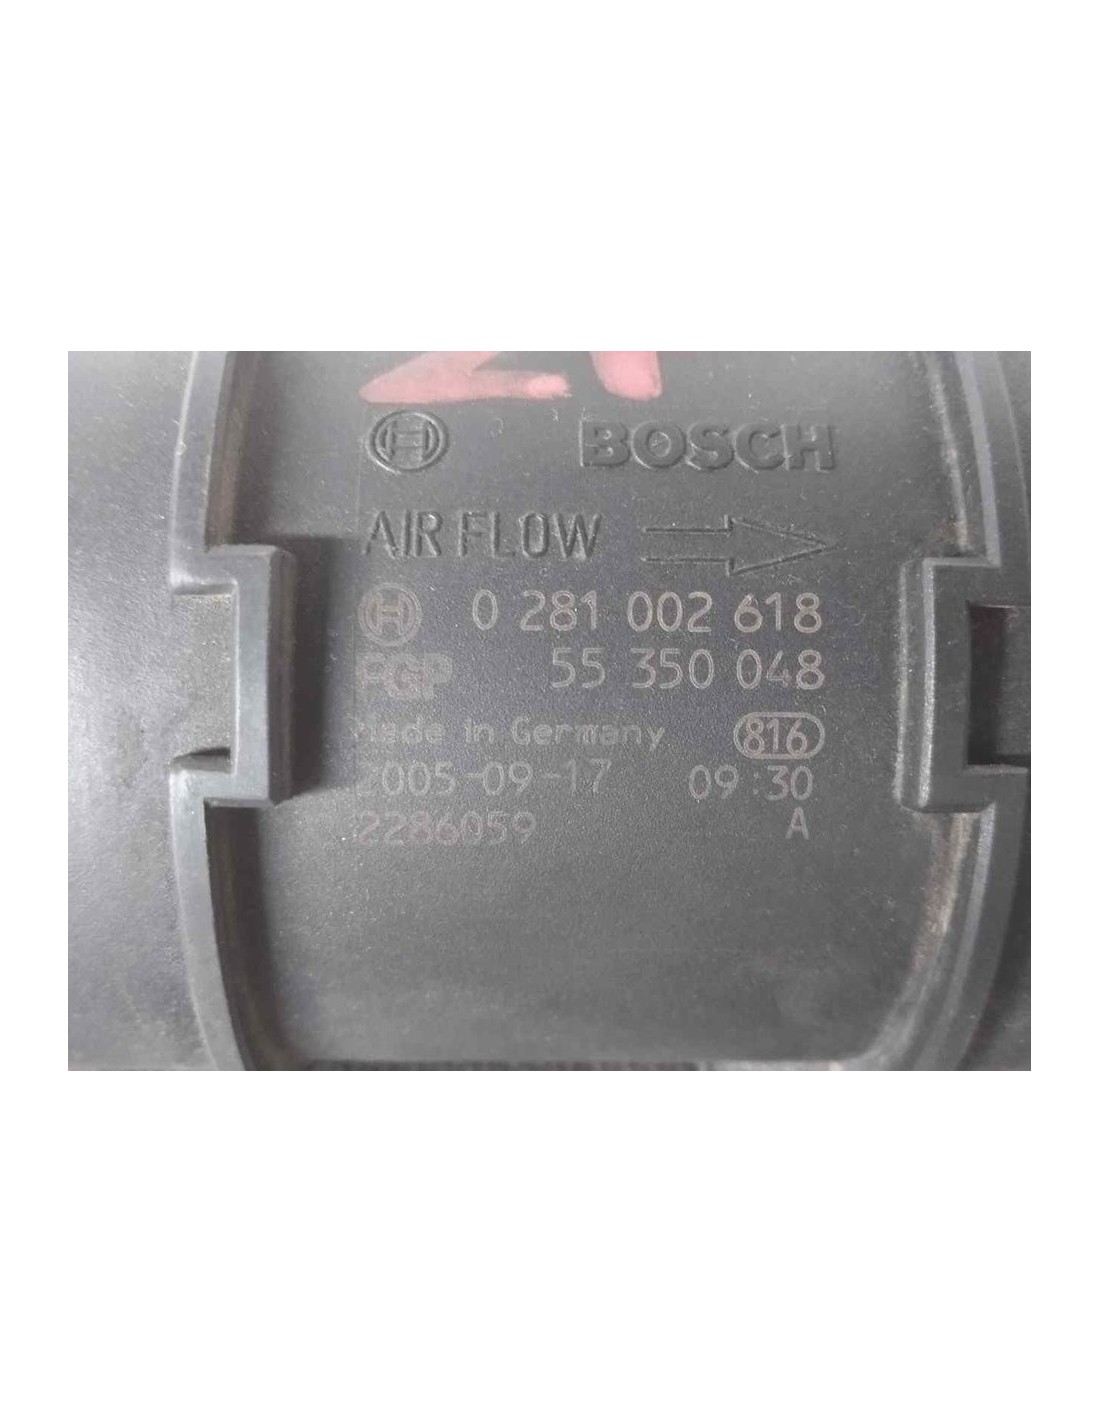 BOSCH
AIR FLOW
0 281 002 618
FGP 55 350 048
Made in Germany 816
2005-09-17 09:30
2286059 A